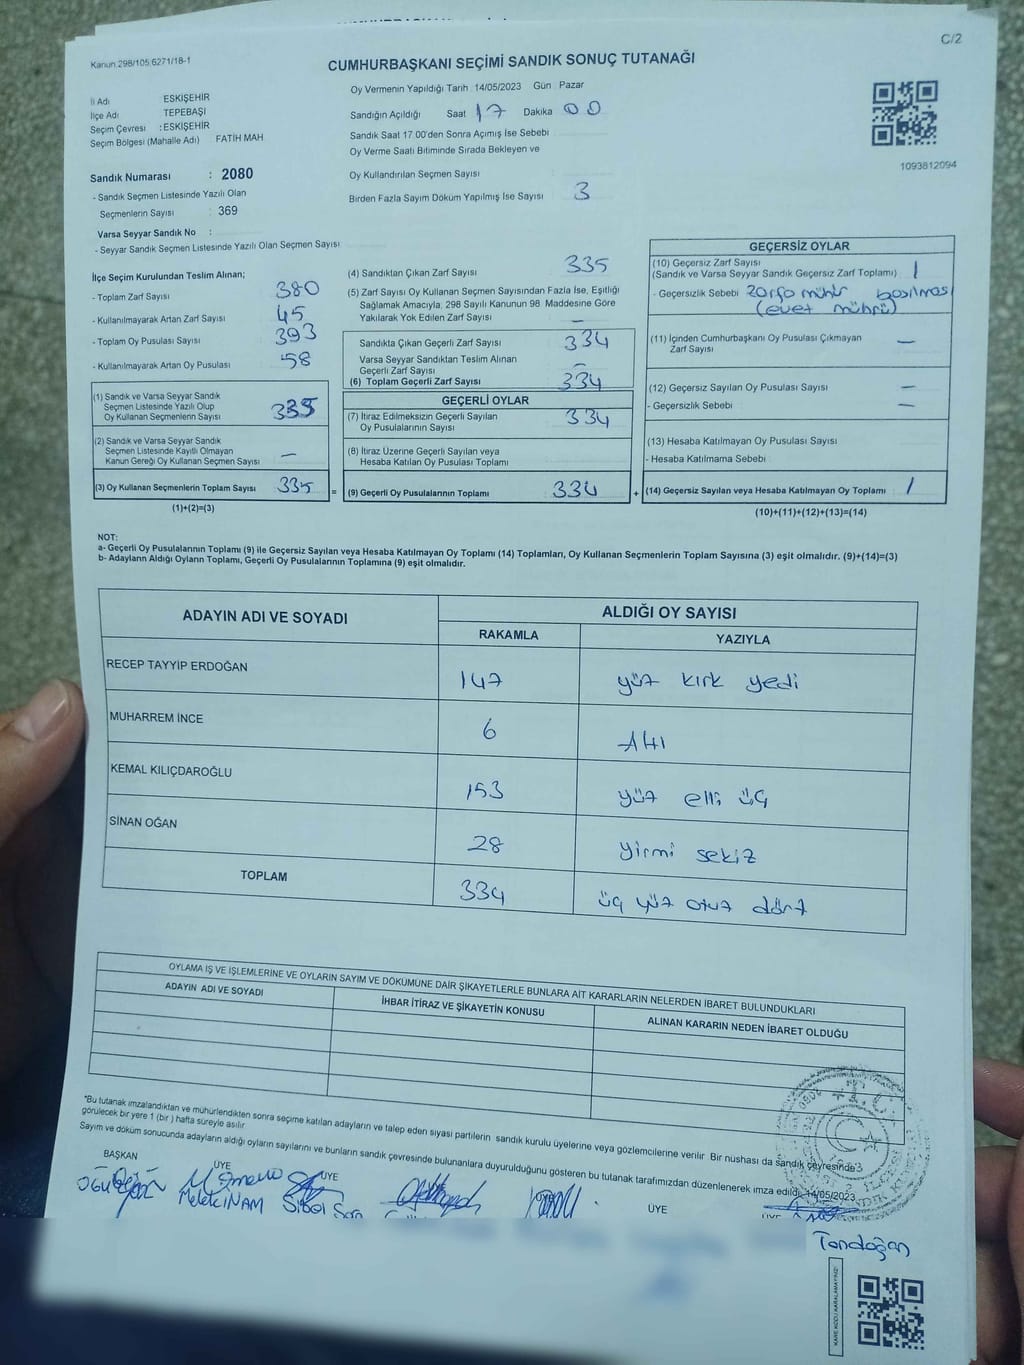 C/2
Kanun 298/105 6271/18-1
CUMHURBAŞKANI SEÇİMİ SANDIK SONUÇ TUTANAĞI
İl Adı ESKİŞEHİR
İlçe Adı TEPEBAŞI
Seçim Çevresi : ESKİŞEHİR
Seçim Bölgesi (Mahalle Adı) FATİH MAH
Sandık Numarası : 2080
- Sandık Seçmen Listesinde Yazılı Olan
Seçmenlerin Sayısı : 369
Varsa Seyyar Sandık No :
- Seyyar Sandık Seçmen Listesinde Yazılı Olan Seçmen Sayısı
Oy Vermenin Yapıldığı Tarih : 14/05/2023 Gün : Pazar
Sandığın Açıldığı Saat 17 Dakika 00
Sandık Saat 17.00'den Sonra Açılmış İse Sebebi
Oy Verme Saati Bitiminde Sırada Bekleyen ve
Oy Kullandırılan Seçmen Sayısı
Birden Fazla Sayım Döküm Yapılmış İse Sayısı 3
1093812094
İlçe Seçim Kurulundan Teslim Alınan;
- Toplam Zarf Sayısı 380
- Kullanılmayarak Artan Zarf Sayısı 45
- Toplam Oy Pusulası Sayısı 393
- Kullanılmayarak Artan Oy Pusulası 58
(1) Sandık ve Varsa Seyyar Sandık
Seçmen Listesinde Yazılı Olup
Oy Kullanan Seçmenlerin Sayısı 335
(2) Sandık ve Varsa Seyyar Sandık
Seçmen Listesinde Kayıtlı Olmayan
Kanun Gereği Oy Kullanan Seçmen Sayısı —
(3) Oy Kullanan Seçmenlerin Toplam Sayısı 335
(1)+(2)=(3)
=
(4) Sandıktan Çıkan Zarf Sayısı 335
(5) Zarf Sayısı Oy Kullanan Seçmen Sayısından Fazla İse, Eşitliği
Sağlamak Amacıyla; 298 Sayılı Kanunun 98. Maddesine Göre
Yakılarak Yok Edilen Zarf Sayısı —
Sandıkta Çıkan Geçerli Zarf Sayısı 334
Varsa Seyyar Sandıktan Teslim Alınan
Geçerli Zarf Sayısı —
(6) Toplam Geçerli Zarf Sayısı 334
GEÇERLİ OYLAR
(7) İtiraz Edilmeksizin Geçerli Sayılan
Oy Pusulalarının Sayısı 334
(8) İtiraz Üzerine Geçerli Sayılan veya
Hesaba Katılan Oy Pusulası Toplamı
(9) Geçerli Oy Pusulalarının Toplamı 334
+
GEÇERSİZ OYLAR
(10) Geçersiz Zarf Sayısı
(Sandık ve Varsa Seyyar Sandık Geçersiz Zarf Toplamı) 1
- Geçersizlik Sebebi zarfa mühür basılması
(evet mührü)
(11) İçinden Cumhurbaşkanı Oy Pusulası Çıkmayan
Zarf Sayısı —
(12) Geçersiz Sayılan Oy Pusulası Sayısı —
- Geçersizlik Sebebi —
(13) Hesaba Katılmayan Oy Pusulası Sayısı
- Hesaba Katılmama Sebebi
(14) Geçersiz Sayılan veya Hesaba Katılmayan Oy Toplamı 1
(10)+(11)+(12)+(13)=(14)
NOT:
a- Geçerli Oy Pusulalarının Toplamı (9) ile Geçersiz Sayılan veya Hesaba Katılmayan Oy Toplamı (14) Toplamları, Oy Kullanan Seçmenlerin Toplam Sayısına (3) eşit olmalıdır. (9)+(14)=(3)
b- Adayların Aldığı Oyların Toplamı, Geçerli Oy Pusulalarının Toplamına (9) eşit olmalıdır.
ADAYIN ADI VE SOYADI ALDIĞI OY SAYISI
RAKAMLA YAZIYLA
RECEP TAYYİP ERDOĞAN 147 yüz kırk yedi
MUHARREM İNCE 6 Altı
KEMAL KILIÇDAROĞLU 153 yüz elli üç
SİNAN OĞAN 28 yirmi sekiz
TOPLAM 334 üç yüz otuz dört
OYLAMA İŞ VE İŞLEMLERİNE VE OYLARIN SAYIM VE DÖKÜMÜNE DAİR ŞİKAYETLERLE BUNLARA AİT KARARLARIN NELERDEN İBARET BULUNDUKLARI
ADAYIN ADI VE SOYADI İHBAR İTİRAZ VE ŞİKAYETİN KONUSU ALINAN KARARIN NEDEN İBARET OLDUĞU
*Bu tutanak imzalandıktan ve mühürlendikten sonra seçime katılan adayların ve talep eden siyasi partilerin sandık kurulu üyelerine veya gözlemcilerine verilir Bir nüshası da sandık çevresinde
görülecek bir yere 1 (bir) hafta süreyle asılır
Sayım ve döküm sonucunda adayların aldığı oyların sayılarını ve bunların sandık çevresinde bulunanlara duyurulduğunu gösteren bu tutanak tarafımızdan düzenlenerek imza edildi. 14/05/2023
BAŞKAN ÜYE ÜYE ÜYE ÜYE ÜYE
Melek İNAM Sibel
Tandoğan
KARE KODU KARALAMAYINIZ!